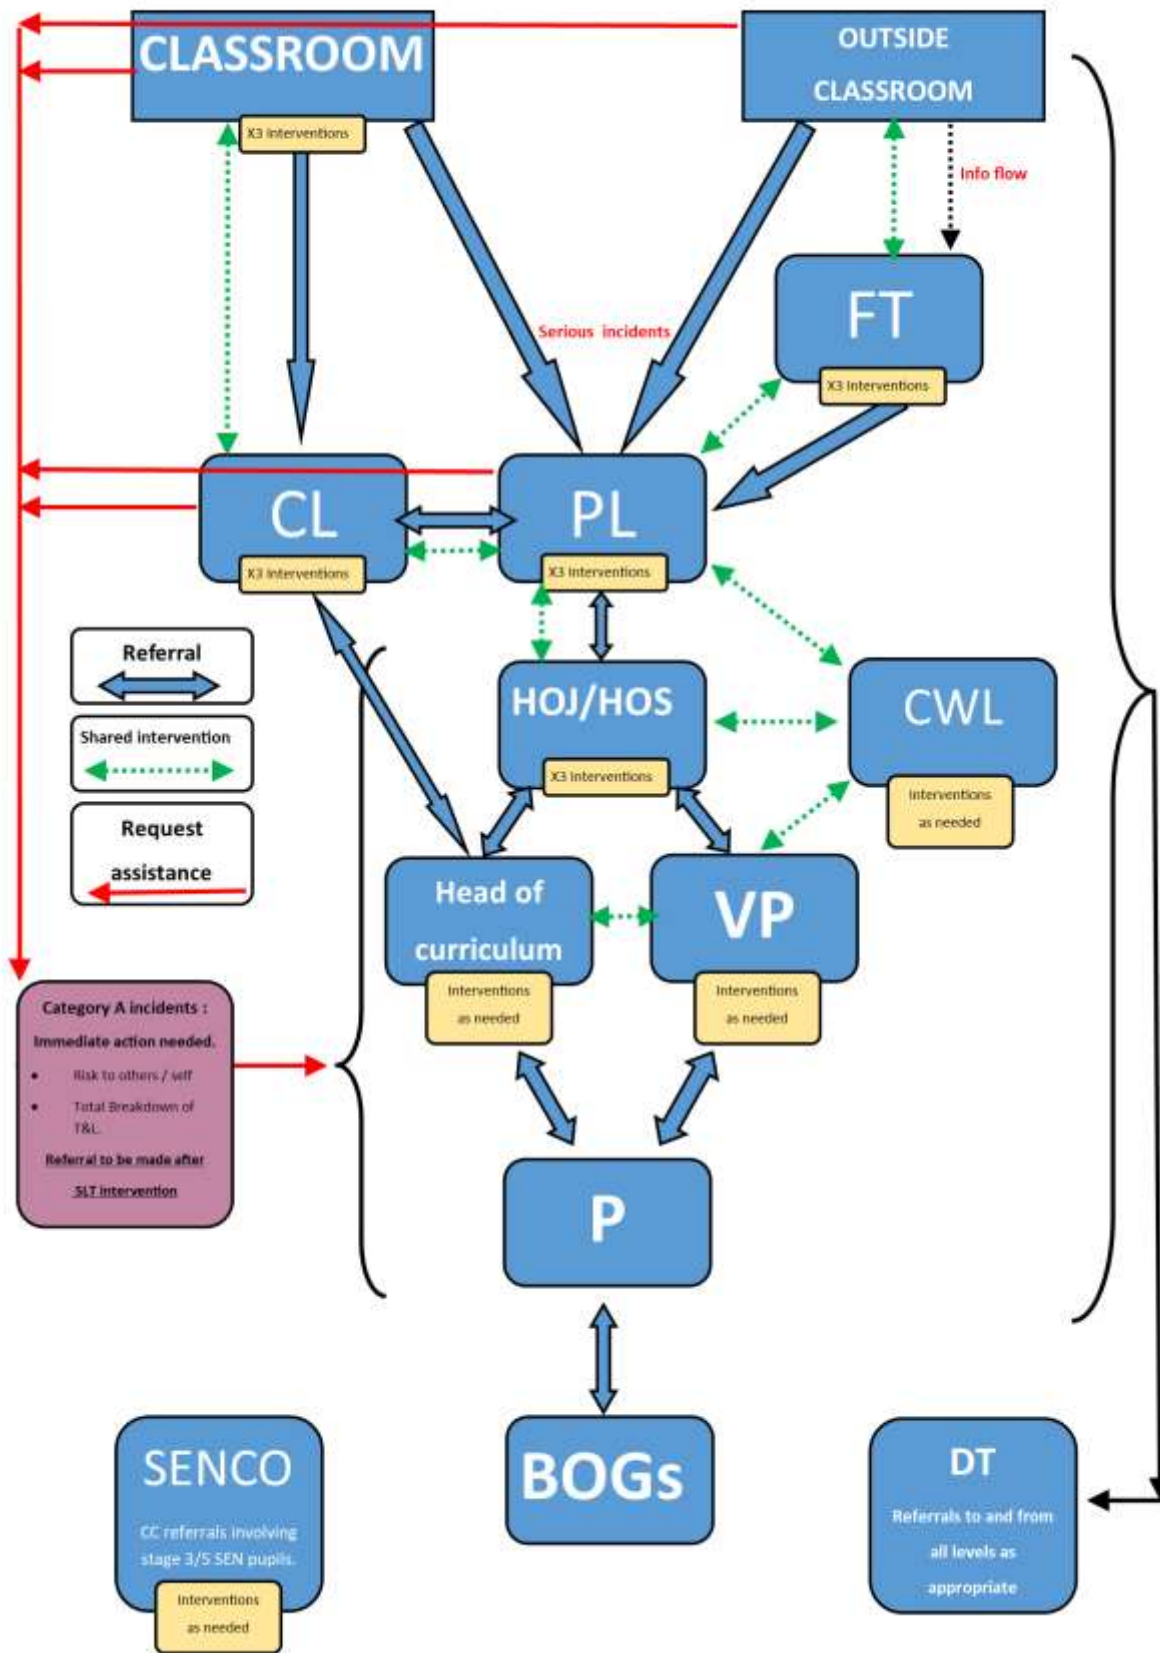 CLASSROOM
OUTSIDE
CLASSROOM
X3 Interventions
Info flow
FT
Serious incidents
X3 Interventions
CL
PL
X3 Interventions
X3 Interventions
Referral
Shared intervention
Request
assistance
HOJ/HOS
X3 Interventions
CWL
Interventions
as needed
Head of
curriculum
VP
Interventions
as needed
Interventions
as needed
Category A incidents :
Immediate action needed.
• Risk to others / self
• Total Breakdown of
T&L.
Referral to be made after
SLT intervention
P
BOGs
SENCO
CC referrals involving
stage 3/5 SEN pupils.
Interventions
as needed
DT
Referrals to and from
all levels as
appropriate